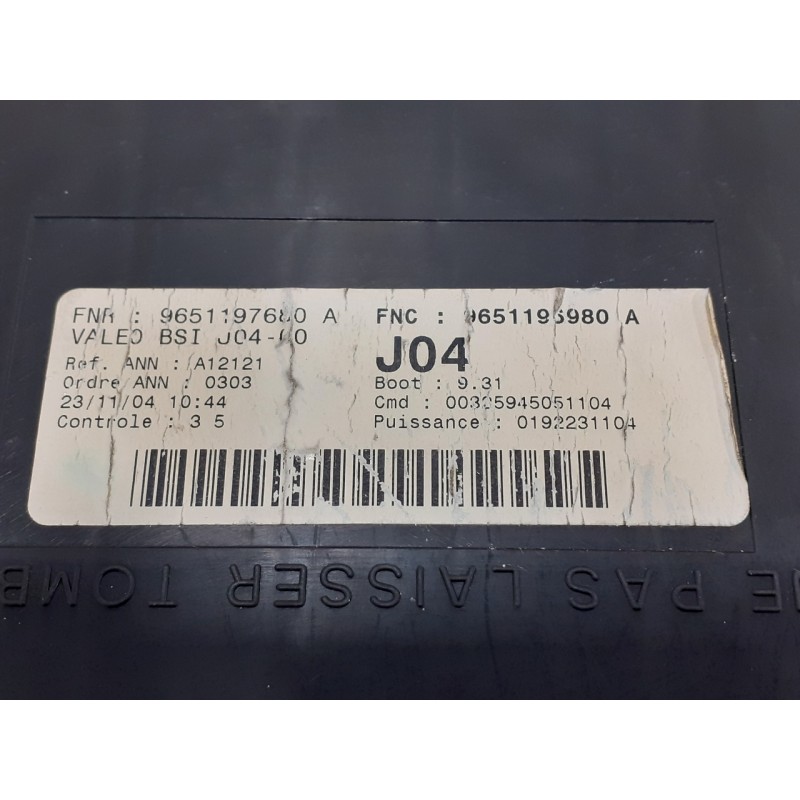 FNR : 9651197680 A
FNC : 9651196980 A
VALEO BSI J04-00
J04
Ref. ANN : A12121
Ordre ANN : 0303
Boot : 9.31
23/11/04 10:44
Cmd : 00325945051104
Controle : 3 5
Puissance : 0192231104
NE PAS LAISSER TOMB